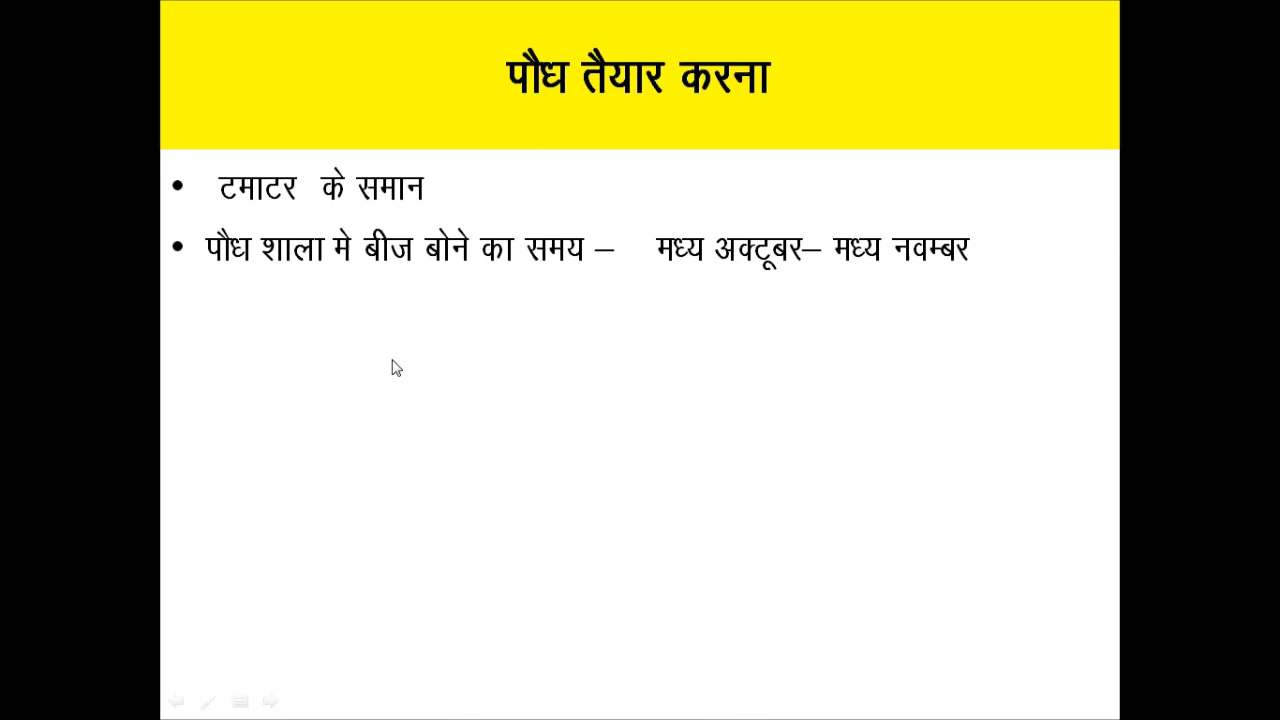 पौध तैयार करना
• टमाटर के समान
• पौध शाला मे बीज बोने का समय – मध्य अक्टूबर– मध्य नवम्बर